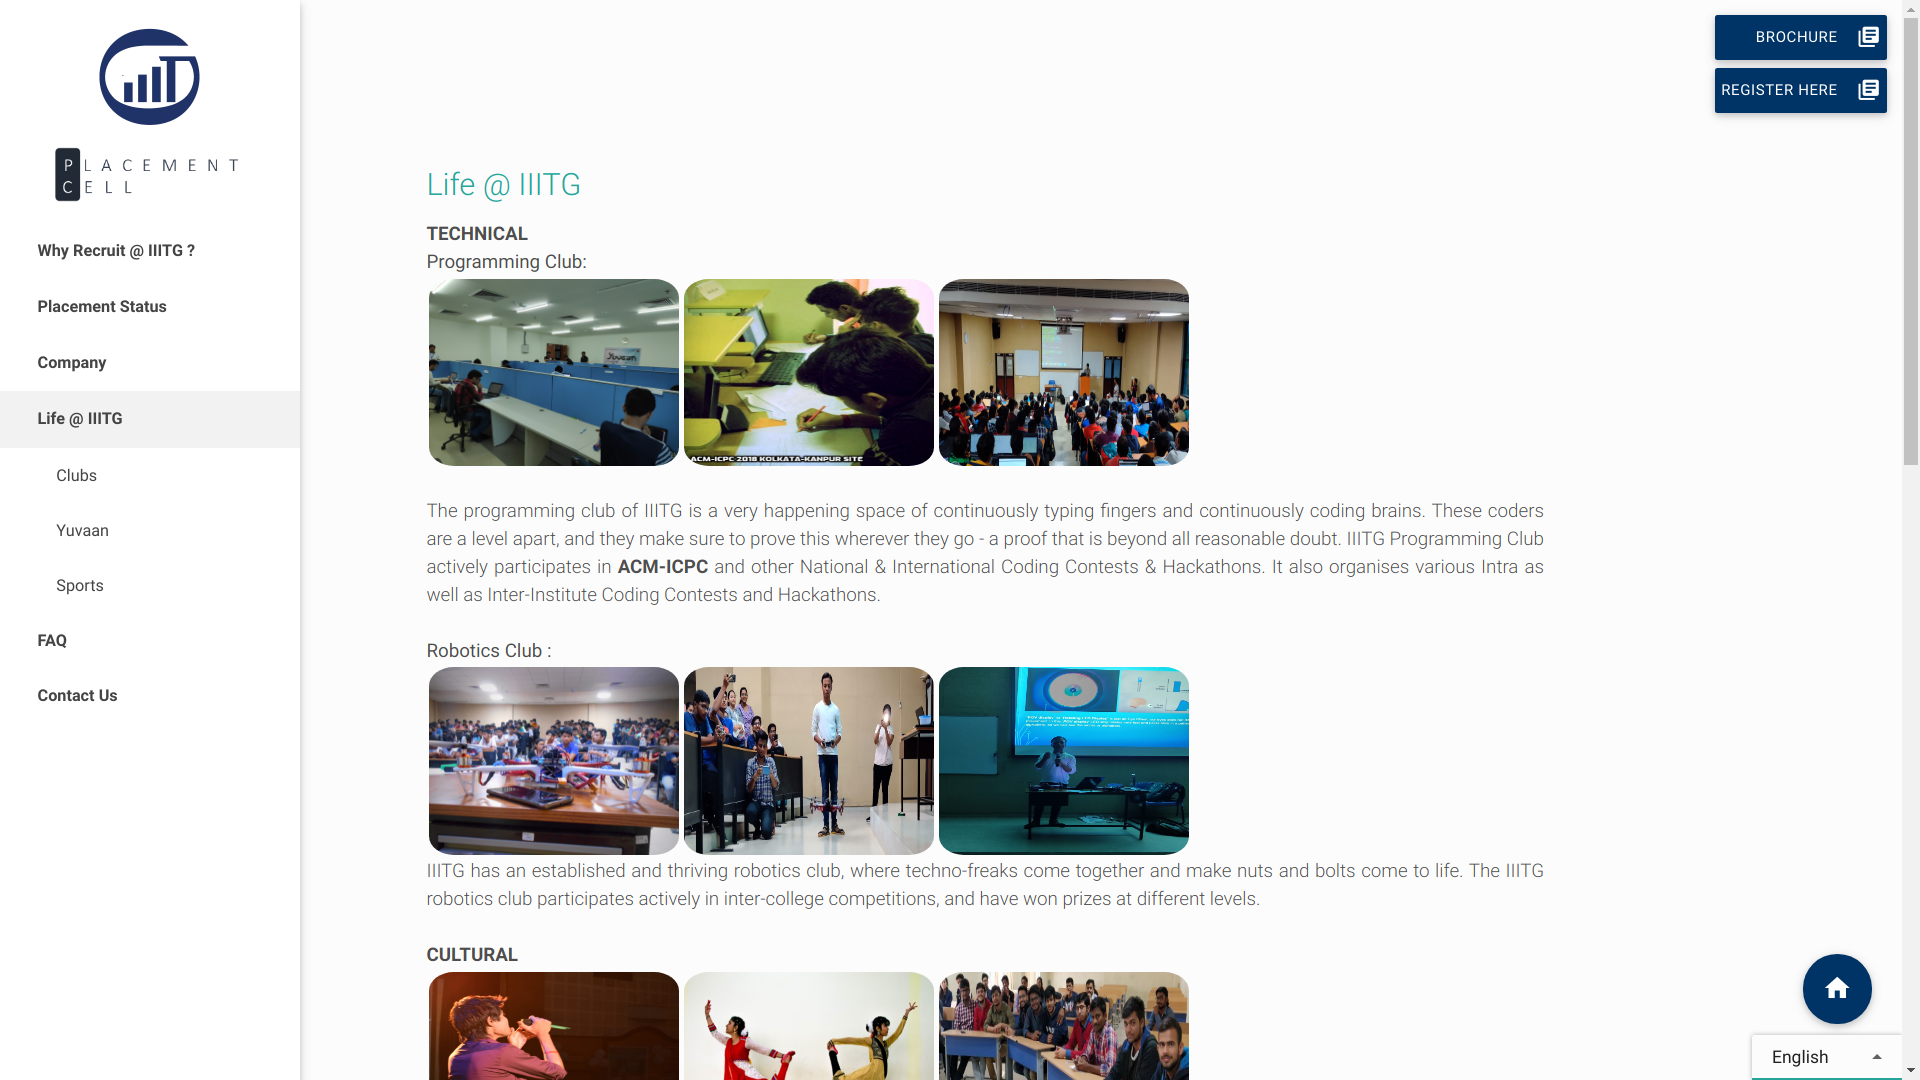 PLACEMENT
CELL
Why Recruit @ IIITG ?
Placement Status
Company
Life @ IIITG
Clubs
Yuvaan
Sports
FAQ
Contact Us
BROCHURE
REGISTER HERE
Life @ IIITG
TECHNICAL
Programming Club:
Yuvaan
ACM-ICPC 2018 KOLKATA-KANPUR SITE
The programming club of IIITG is a very happening space of continuously typing fingers and continuously coding brains. These coders
are a level apart, and they make sure to prove this wherever they go - a proof that is beyond all reasonable doubt. IIITG Programming Club
actively participates in ACM-ICPC and other National & International Coding Contests & Hackathons. It also organises various Intra as
well as Inter-Institute Coding Contests and Hackathons.
Robotics Club :
IIITG has an established and thriving robotics club, where techno-freaks come together and make nuts and bolts come to life. The IIITG
robotics club participates actively in inter-college competitions, and have won prizes at different levels.
CULTURAL
English